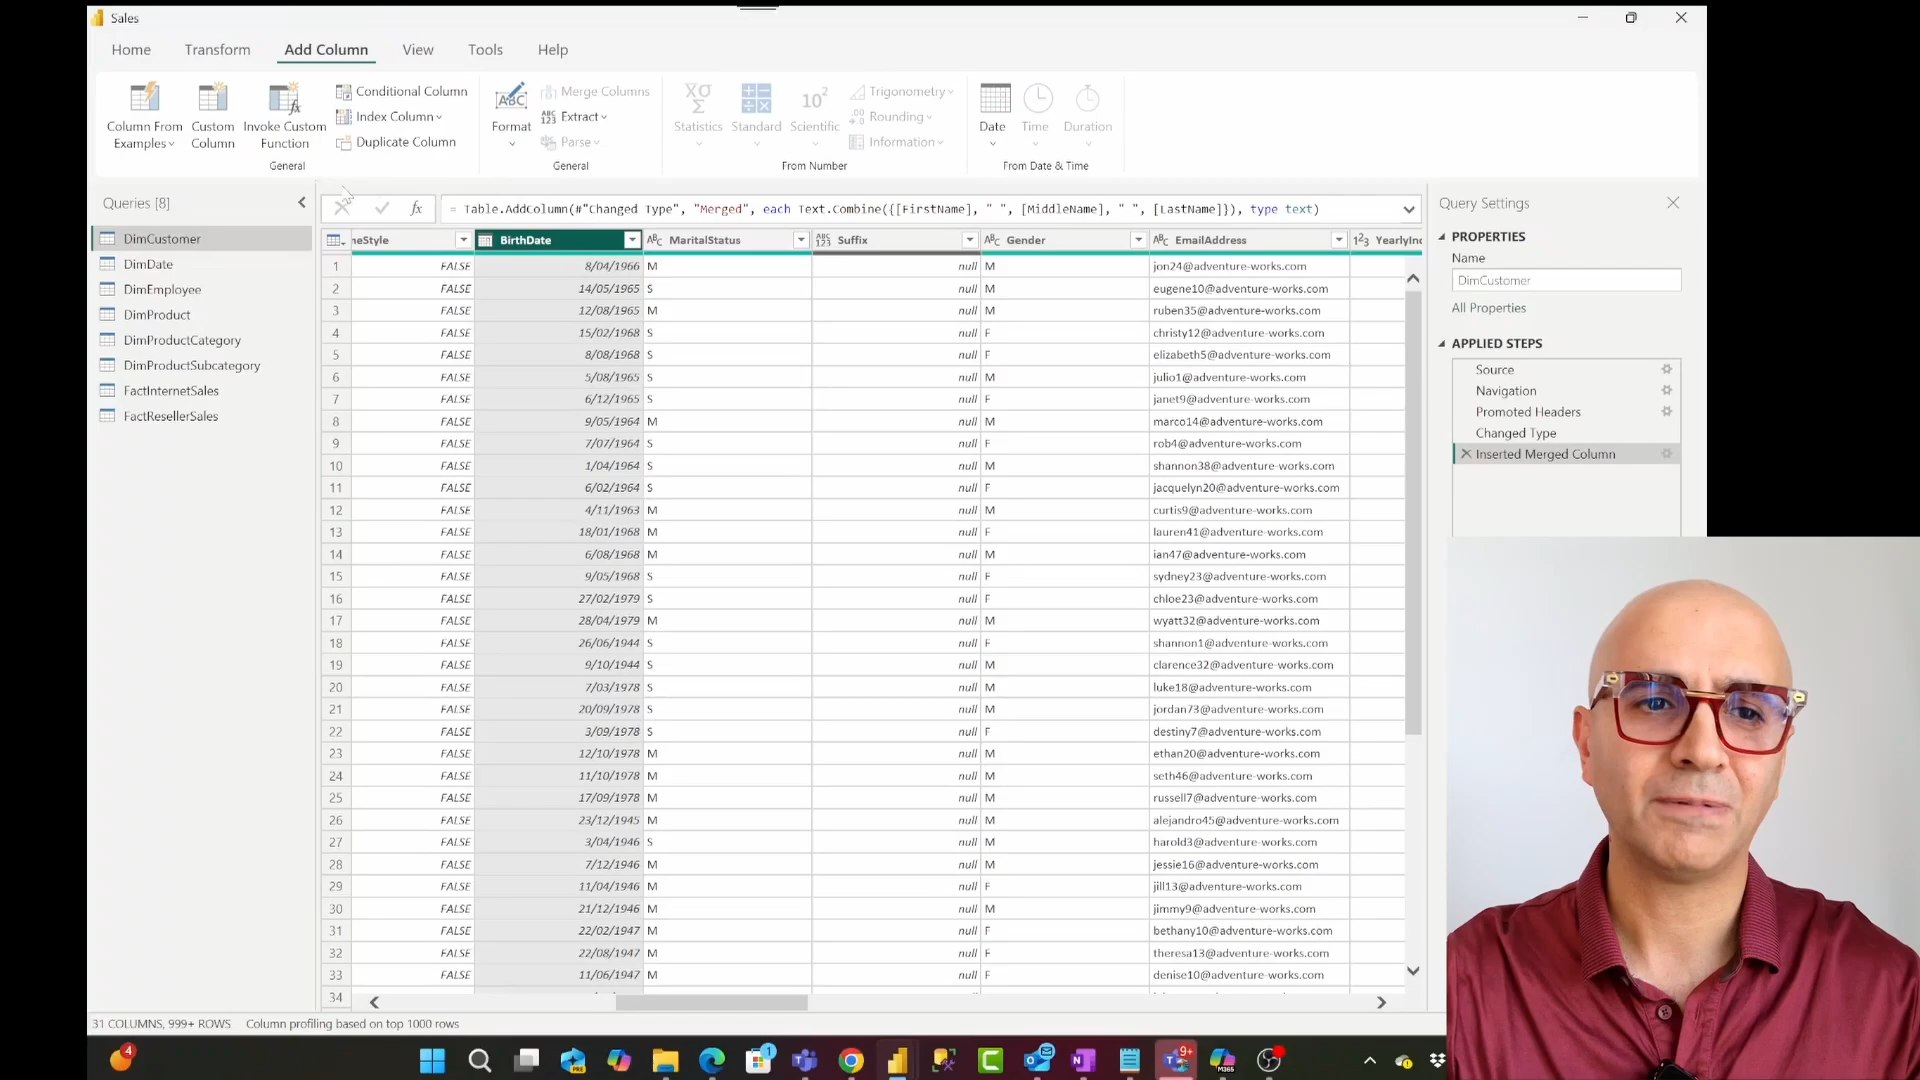 Sales
Home Transform Add Column View Tools Help
Column From Examples
Custom Column
Invoke Custom Function
Conditional Column
Index Column
Duplicate Column
General
Format
Merge Columns
Extract
Parse
General
Statistics
Standard
Scientific
Trigonometry
Rounding
Information
From Number
Date
Time
Duration
From Date & Time
Queries [8]
DimCustomer
DimDate
DimEmployee
DimProduct
DimProductCategory
DimProductSubcategory
FactInternetSales
FactResellerSales
= Table.AddColumn(#"Changed Type", "Merged", each Text.Combine({[FirstName], " ", [MiddleName], " ", [LastName]}), type text)
neStyle BirthDate MaritalStatus Suffix Gender EmailAddress YearlyInc
1 FALSE 8/04/1966 M null M jon24@adventure-works.com
2 FALSE 14/05/1965 S null M eugene10@adventure-works.com
3 FALSE 12/08/1965 M null M ruben35@adventure-works.com
4 FALSE 15/02/1968 S null F christy12@adventure-works.com
5 FALSE 8/08/1968 S null F elizabeth5@adventure-works.com
6 FALSE 5/08/1965 S null M julio1@adventure-works.com
7 FALSE 6/12/1965 S null F janet9@adventure-works.com
8 FALSE 9/05/1964 M null M marco14@adventure-works.com
9 FALSE 7/07/1964 S null F rob4@adventure-works.com
10 FALSE 1/04/1964 S null M shannon38@adventure-works.com
11 FALSE 6/02/1964 S null F jacquelyn20@adventure-works.com
12 FALSE 4/11/1963 M null M curtis9@adventure-works.com
13 FALSE 18/01/1968 M null F lauren41@adventure-works.com
14 FALSE 6/08/1968 M null M ian47@adventure-works.com
15 FALSE 9/05/1968 S null F sydney23@adventure-works.com
16 FALSE 27/02/1979 S null F chloe23@adventure-works.com
17 FALSE 28/04/1979 M null M wyatt32@adventure-works.com
18 FALSE 26/06/1944 S null F shannon1@adventure-works.com
19 FALSE 9/10/1944 S null M clarence32@adventure-works.com
20 FALSE 7/03/1978 S null M luke18@adventure-works.com
21 FALSE 20/09/1978 S null M jordan73@adventure-works.com
22 FALSE 3/09/1978 S null F destiny7@adventure-works.com
23 FALSE 12/10/1978 M null M ethan20@adventure-works.com
24 FALSE 11/10/1978 M null M seth46@adventure-works.com
25 FALSE 17/09/1978 M null M russell7@adventure-works.com
26 FALSE 23/12/1945 M null M alejandro45@adventure-works.com
27 FALSE 3/04/1946 S null M harold3@adventure-works.com
28 FALSE 7/12/1946 M null M jessie16@adventure-works.com
29 FALSE 11/04/1946 M null F jill13@adventure-works.com
30 FALSE 21/12/1946 M null M jimmy9@adventure-works.com
31 FALSE 22/02/1947 M null F bethany10@adventure-works.com
32 FALSE 22/08/1947 M null F theresa13@adventure-works.com
33 FALSE 11/06/1947 M null F denise10@adventure-works.com
34
Query Settings
PROPERTIES
Name
DimCustomer
All Properties
APPLIED STEPS
Source
Navigation
Promoted Headers
Changed Type
Inserted Merged Column
31 COLUMNS, 999+ ROWS Column profiling based on top 1000 rows
4
PRE
1
9+
M365